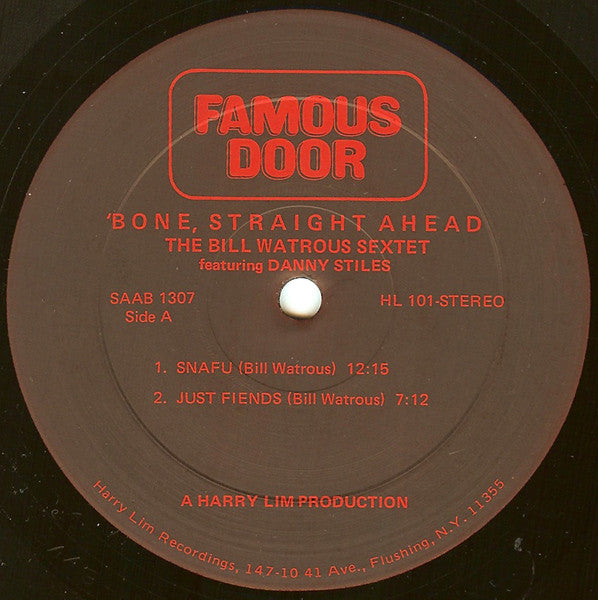 FAMOUS
DOOR
'BONE, STRAIGHT AHEAD
THE BILL WATROUS SEXTET
featuring DANNY STILES
SAAB 1307
Side A
HL 101-STEREO
1. SNAFU (Bill Watrous) 12:15
2. JUST FIENDS (Bill Watrous) 7:12
A HARRY LIM PRODUCTION
Harry Lim Recordings, 147-10 41 Ave., Flushing, N.Y. 11355